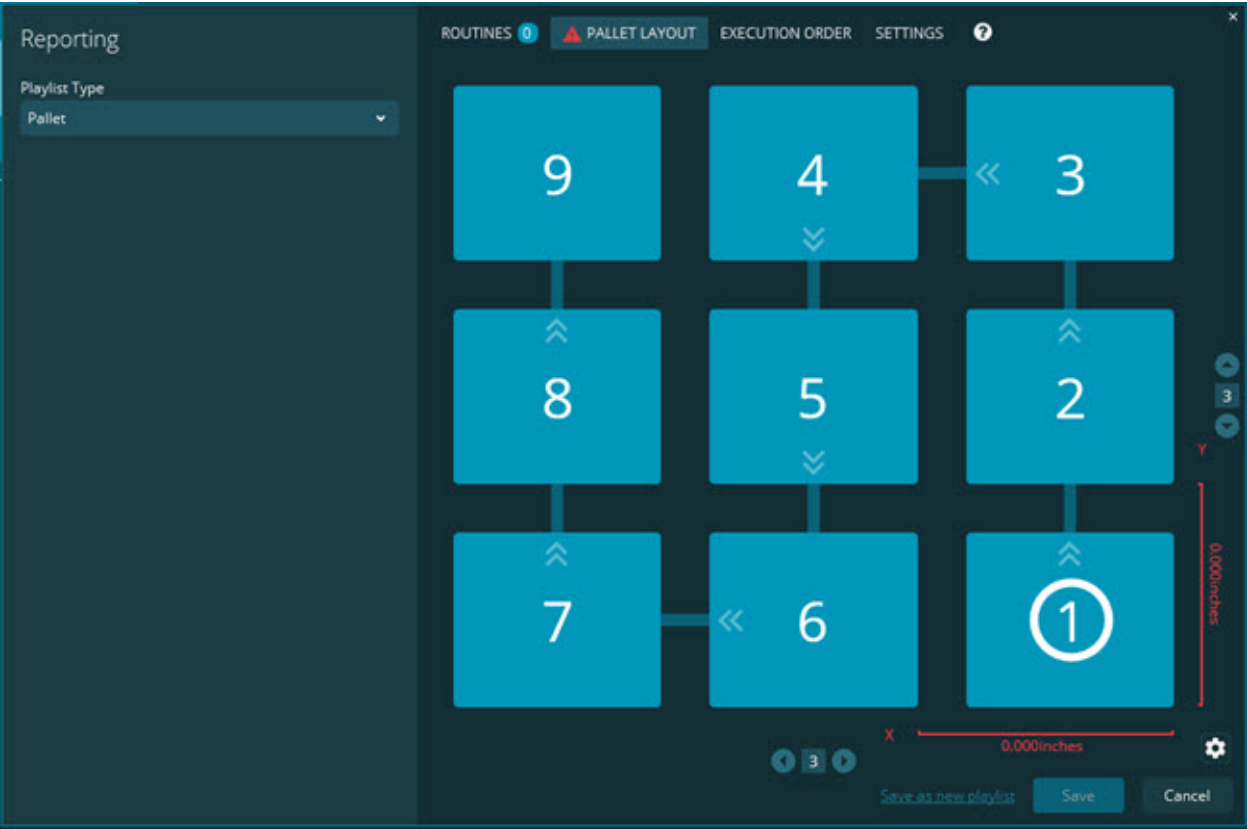 Reporting
Playlist Type
Pallet
ROUTINES 0 PALLET LAYOUT EXECUTION ORDER SETTINGS ?
9 4 3
8 5 2
7 6 1
3
Y
0.000inches
X
0.000inches
3
Save as new playlist Save Cancel